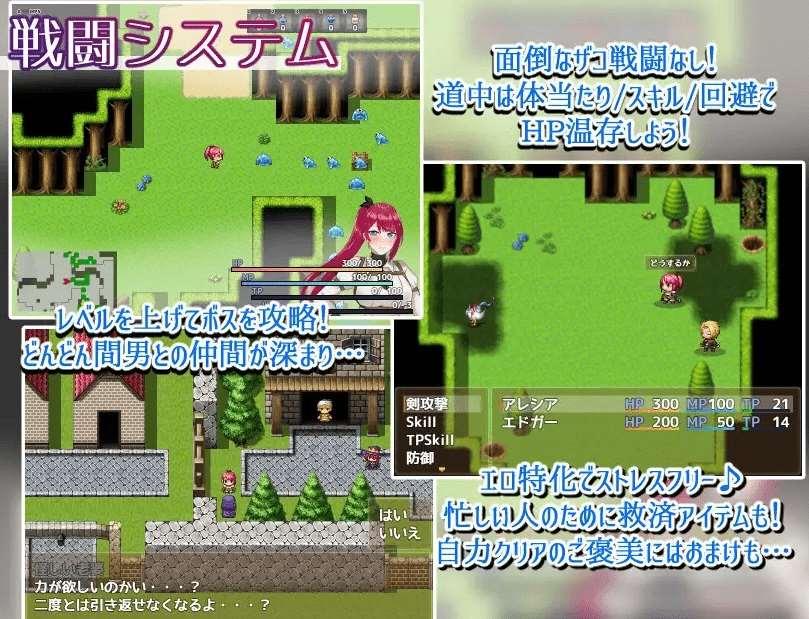 戦闘システム
HP 300/300
MP 100/100
TP 0/100
面倒なザコ戦闘なし!
道中は体当たり/スキル/回避で
HP温存しよう!
どうするか
レベルを上げてボスを攻略!
どんどん間男との仲間が深まり…
剣攻撃
Skill
TPSkill
防御
アレシア HP 300 MP100 TP 21
エドガー HP 200 MP 50 TP 14
はい
いいえ
力が欲しいのかい・・・?
二度とは引き返せなくなるよ・・・?
エロ特化でストレスフリー♪
忙しい人のために救済アイテムも!
自力クリアのご褒美にはおまけも…